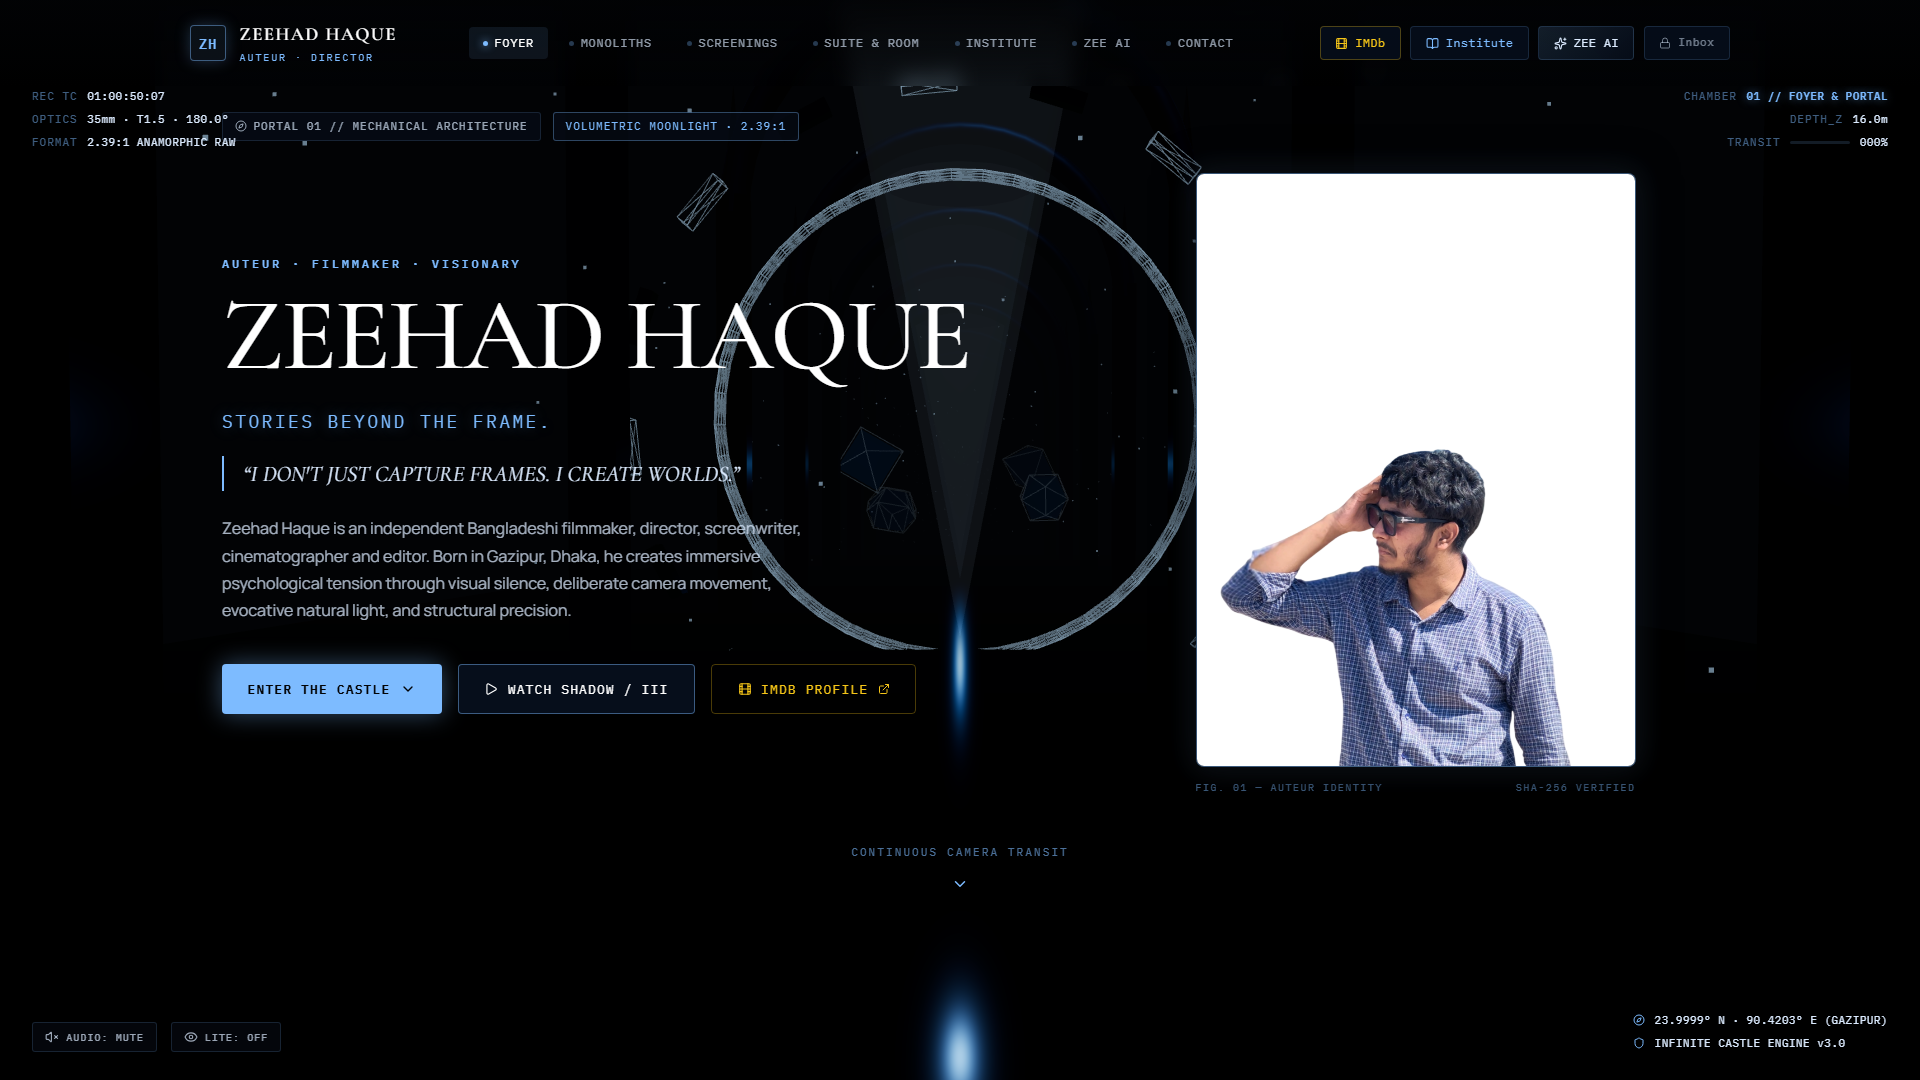 ZH
ZEEHAD HAQUE
AUTEUR · DIRECTOR
FOYER
MONOLITHS
SCREENINGS
SUITE & ROOM
INSTITUTE
ZEE AI
CONTACT
IMDb
Institute
ZEE AI
Inbox
REC TC 01:00:50:07
OPTICS 35mm · T1.5 · 180.0°
FORMAT 2.39:1 ANAMORPHIC RAW
PORTAL 01 // MECHANICAL ARCHITECTURE
VOLUMETRIC MOONLIGHT · 2.39:1
CHAMBER 01 // FOYER & PORTAL
DEPTH_Z 16.0m
TRANSIT 000%
AUTEUR · FILMMAKER · VISIONARY
ZEEHAD HAQUE
STORIES BEYOND THE FRAME.
“I DON'T JUST CAPTURE FRAMES. I CREATE WORLDS.”
Zeehad Haque is an independent Bangladeshi filmmaker, director, screenwriter,
cinematographer and editor. Born in Gazipur, Dhaka, he creates immersive
psychological tension through visual silence, deliberate camera movement,
evocative natural light, and structural precision.
ENTER THE CASTLE
WATCH SHADOW / III
IMDB PROFILE
FIG. 01 — AUTEUR IDENTITY
SHA-256 VERIFIED
CONTINUOUS CAMERA TRANSIT
AUDIO: MUTE
LITE: OFF
23.9999° N · 90.4203° E (GAZIPUR)
INFINITE CASTLE ENGINE v3.0